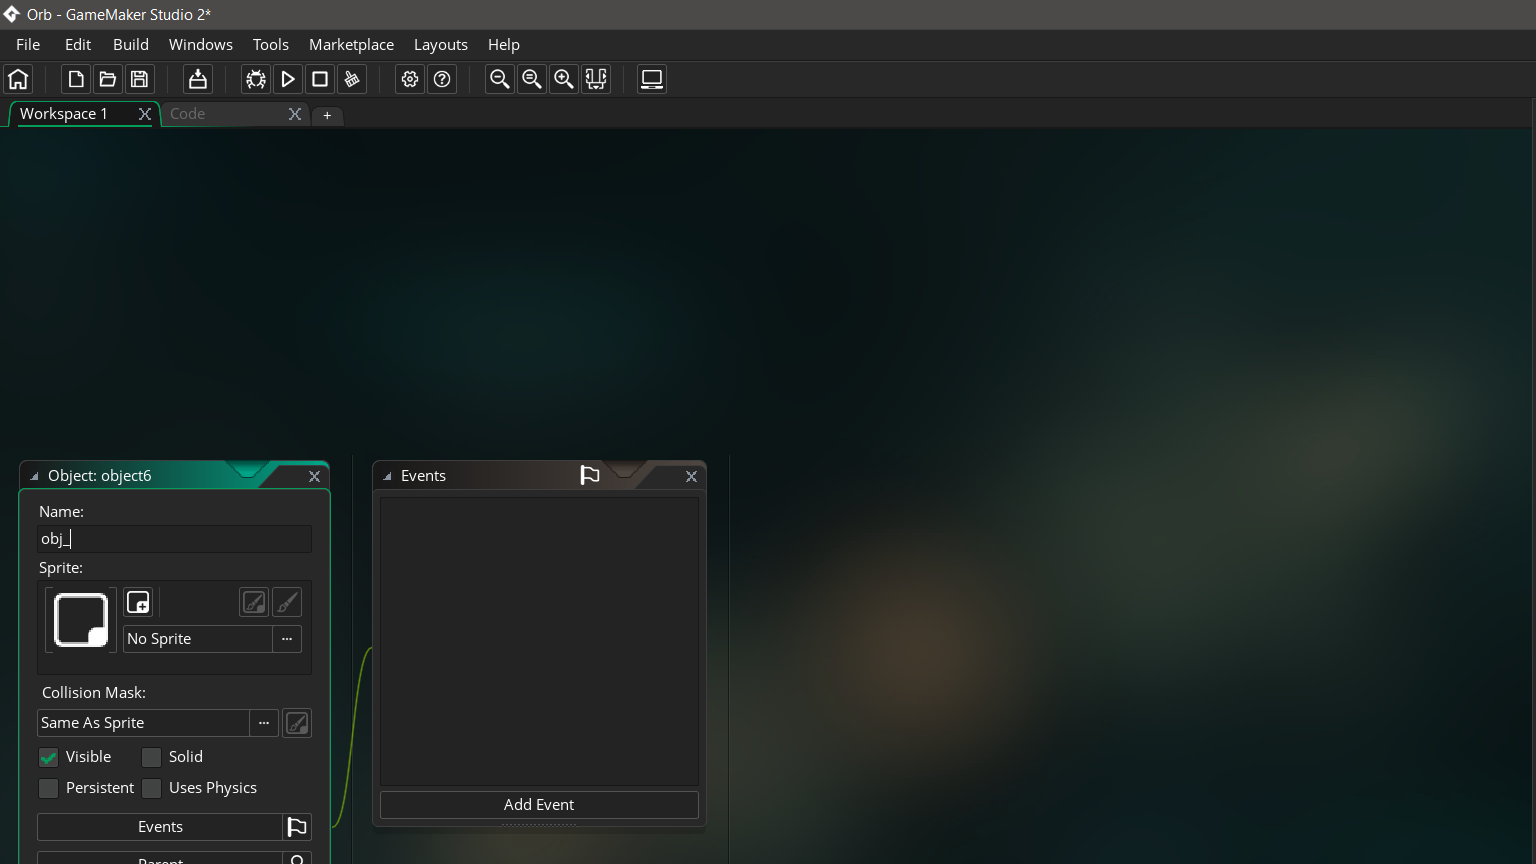 Orb - GameMaker Studio 2*
File Edit Build Windows Tools Marketplace Layouts Help
Workspace 1 Code +
Object: object6
Name:
obj_
Sprite:
No Sprite ...
Collision Mask:
Same As Sprite ...
Visible Solid
Persistent Uses Physics
Events
Parent
Events
Add Event